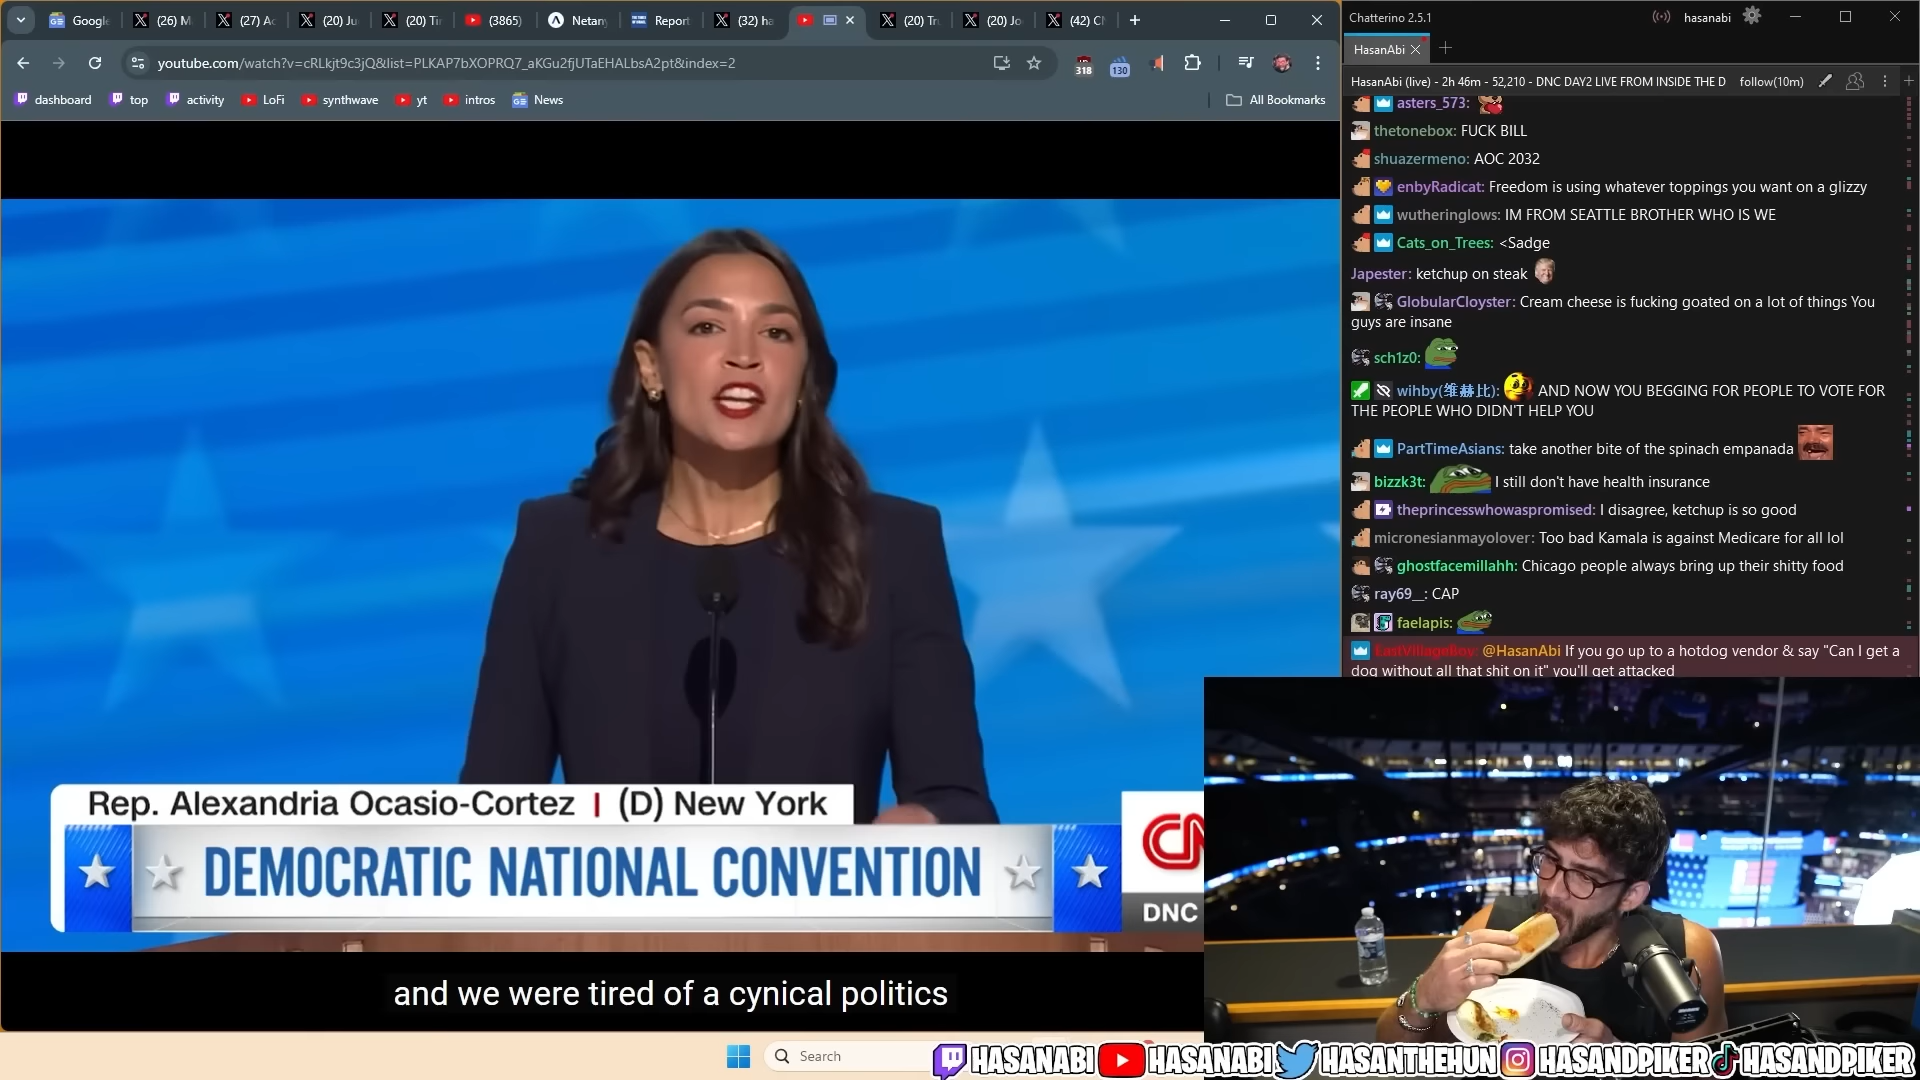 Google
(26) M
(27) Ac
(20) Ju
(20) Tir
(3865)
Netany
Report
(32) ha
(20) Tr
(20) Jo
(42) Ch
youtube.com/watch?v=cRLkjt9c3jQ&list=PLKAP7bXOPRQ7_aKGu2fjUTaEHALbsA2pt&index=2
318
130
dashboard
top
activity
LoFi
synthwave
yt
intros
News
All Bookmarks
Rep. Alexandria Ocasio-Cortez | (D) New York
DEMOCRATIC NATIONAL CONVENTION
CN
DNC
and we were tired of a cynical politics
Search
Chatterino 2.5.1
hasanabi
HasanAbi
HasanAbi (live) - 2h 46m - 52,210 - DNC DAY2 LIVE FROM INSIDE THE D
follow(10m)
asters_573:
thetonebox: FUCK BILL
shuazermeno: AOC 2032
enbyRadicat: Freedom is using whatever toppings you want on a glizzy
wutheringlows: IM FROM SEATTLE BROTHER WHO IS WE
Cats_on_Trees: <Sadge
Japester: ketchup on steak
GlobularCloyster: Cream cheese is fucking goated on a lot of things You
guys are insane
sch1z0:
wihby(维赫比): AND NOW YOU BEGGING FOR PEOPLE TO VOTE FOR
THE PEOPLE WHO DIDN'T HELP YOU
PartTimeAsians: take another bite of the spinach empanada
bizzk3t: I still don't have health insurance
theprincesswhowaspromised: I disagree, ketchup is so good
micronesianmayolover: Too bad Kamala is against Medicare for all lol
ghostfacemillahh: Chicago people always bring up their shitty food
ray69__: CAP
faelapis:
EastVillageBoy: @HasanAbi If you go up to a hotdog vendor & say "Can I get a
dog without all that shit on it" you'll get attacked
HASANABI
HASANABI
HASANTHEHUN
HASANDPIKER
HASANDPIKER